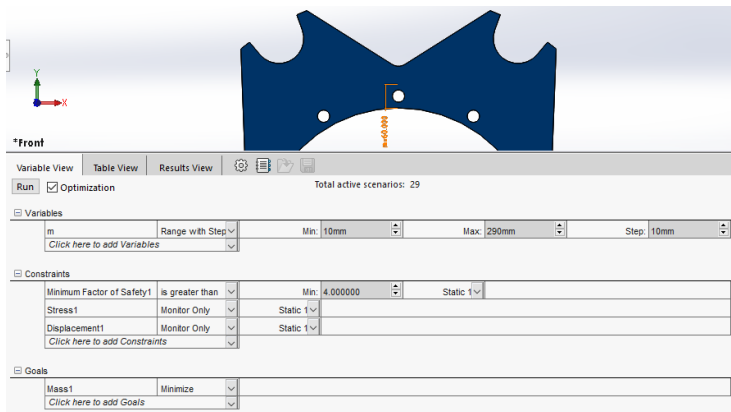 Y
X
m=60.000
*Front
Variable View Table View Results View
Run Optimization Total active scenarios: 29
Variables
m Range with Step Min: 10mm Max: 290mm Step: 10mm
Click here to add Variables
Constraints
Minimum Factor of Safety1 is greater than Min: 4.000000 Static 1
Stress1 Monitor Only Static 1
Displacement1 Monitor Only Static 1
Click here to add Constraints
Goals
Mass1 Minimize
Click here to add Goals